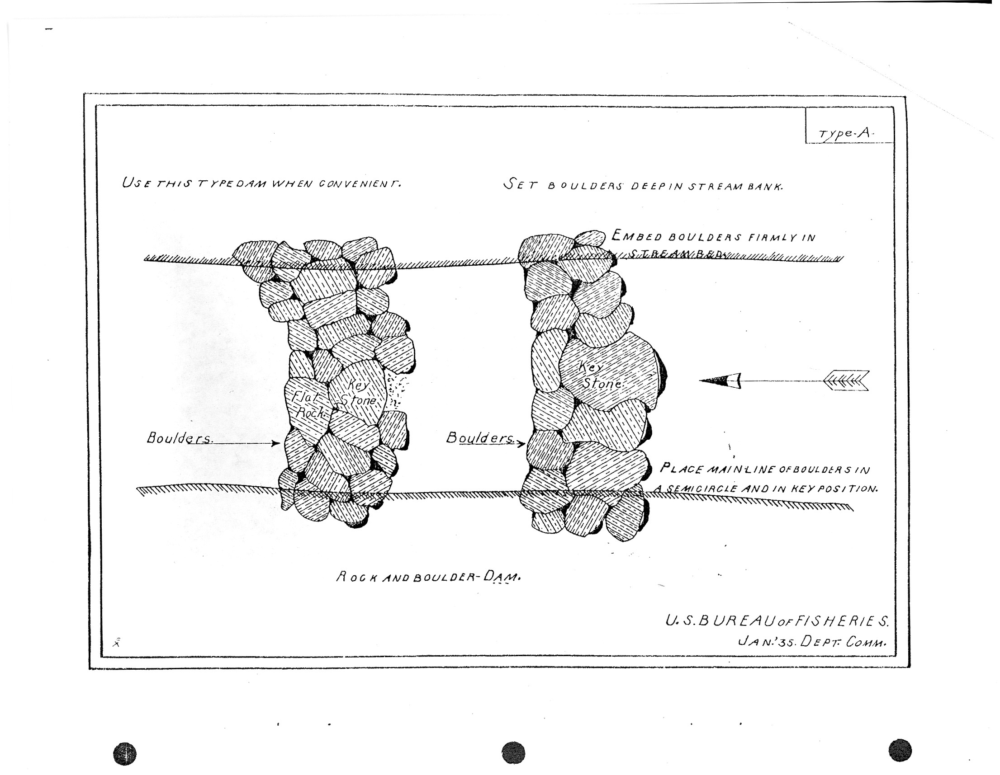 Type-A-
USE THIS TYPE DAM WHEN CONVENIENT.
SET BOULDERS DEEP IN STREAM BANK.
EMBED BOULDERS FIRMLY IN
STREAM BED.
Key
Stone.
Key
Stone
Flat
Rock.
Boulders.
Boulders.
PLACE MAIN LINE OF BOULDERS IN
A SEMICIRCLE AND IN KEY POSITION.
ROCK AND BOULDER-DAM.
U.S. BUREAU OF FISHERIES.
JAN.'35. DEPT. COMM.